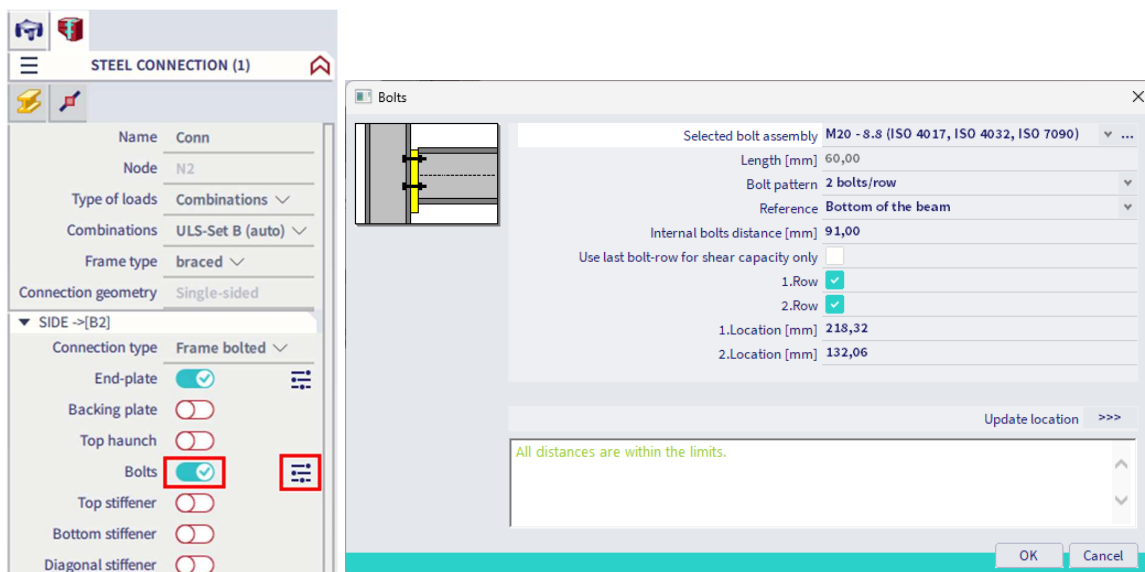 STEEL CONNECTION (1)
Name Conn
Node N2
Type of loads Combinations
Combinations ULS-Set B (auto)
Frame type braced
Connection geometry Single-sided
SIDE ->[B2]
Connection type Frame bolted
End-plate
Backing plate
Top haunch
Bolts
Top stiffener
Bottom stiffener
Diagonal stiffener
Bolts
Selected bolt assembly M20 - 8.8 (ISO 4017, ISO 4032, ISO 7090) ...
Length [mm] 60,00
Bolt pattern 2 bolts/row
Reference Bottom of the beam
Internal bolts distance [mm] 91,00
Use last bolt-row for shear capacity only
1.Row
2.Row
1.Location [mm] 218,32
2.Location [mm] 132,06
Update location >>>
All distances are within the limits.
OK Cancel